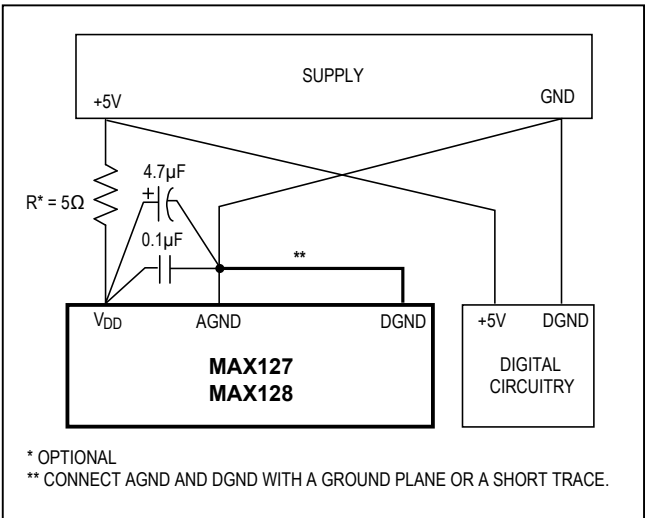 SUPPLY
+5V
GND
4.7µF
+
R* = 5Ω
0.1µF
**
VDD
AGND
DGND
+5V
DGND
MAX127
MAX128
DIGITAL
CIRCUITRY
* OPTIONAL
** CONNECT AGND AND DGND WITH A GROUND PLANE OR A SHORT TRACE.